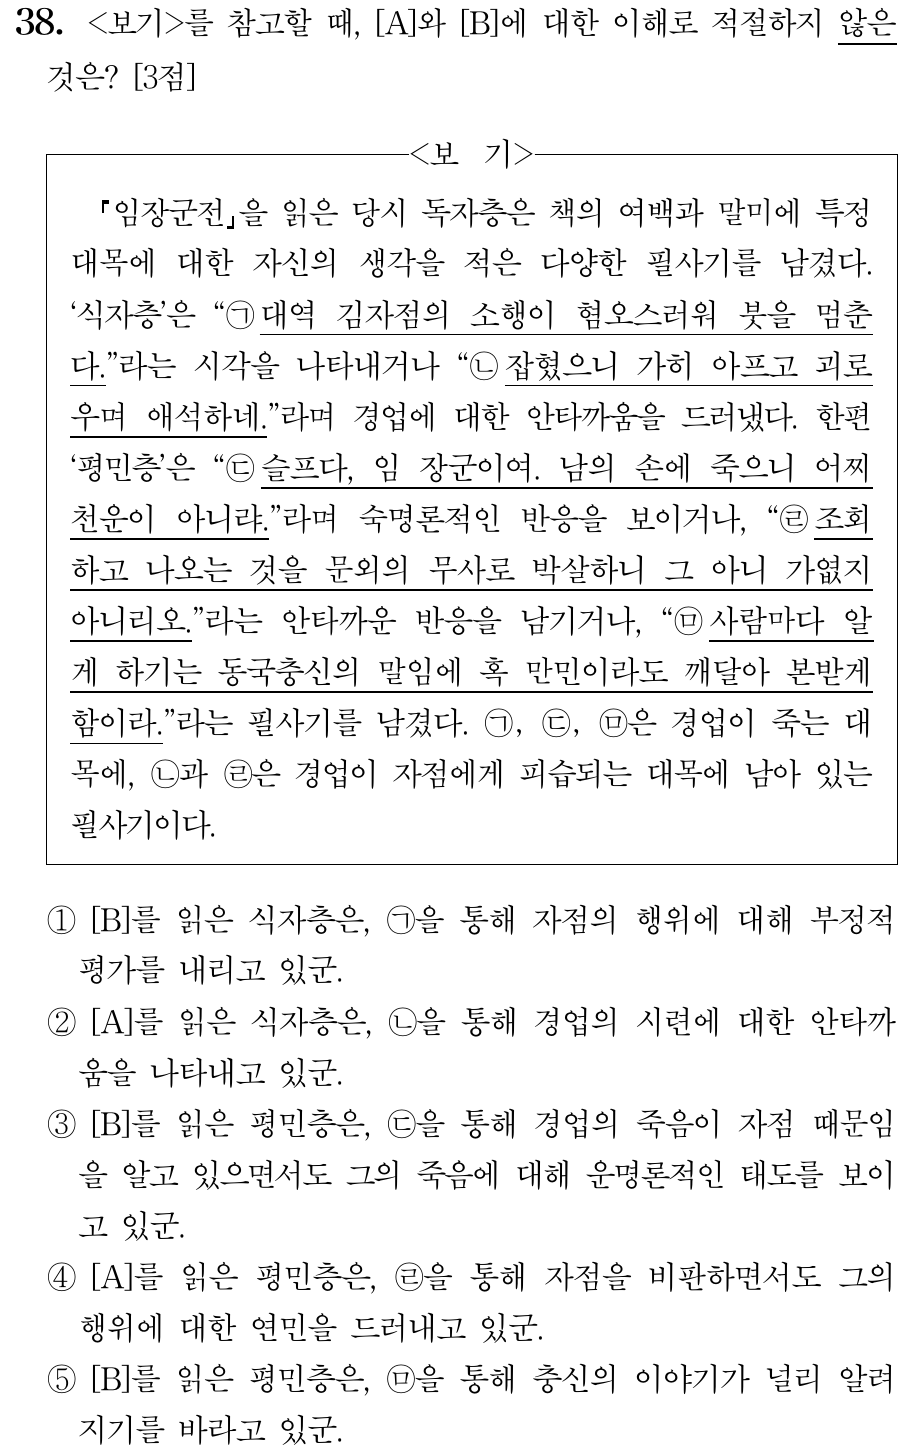 38. <보기>를 참고할 때, [A]와 [B]에 대한 이해로 적절하지 않은
것은? [3점]
<보 기>
『임장군전』을 읽은 당시 독자층은 책의 여백과 말미에 특정
대목에 대한 자신의 생각을 적은 다양한 필사기를 남겼다.
‘식자층’은 “㉠대역 김자점의 소행이 혐오스러워 붓을 멈춘
다.”라는 시각을 나타내거나 “㉡잡혔으니 가히 아프고 괴로
우며 애석하네.”라며 경업에 대한 안타까움을 드러냈다. 한편
‘평민층’은 “㉢슬프다, 임 장군이여. 남의 손에 죽으니 어찌
천운이 아니랴.”라며 숙명론적인 반응을 보이거나, “㉣조회
하고 나오는 것을 문외의 무사로 박살하니 그 아니 가엾지
아니리오.”라는 안타까운 반응을 남기거나, “㉤사람마다 알
게 하기는 동국충신의 말임에 혹 만민이라도 깨달아 본받게
함이라.”라는 필사기를 남겼다. ㉠, ㉢, ㉤은 경업이 죽는 대
목에, ㉡과 ㉣은 경업이 자점에게 피습되는 대목에 남아 있는
필사기이다.
① [B]를 읽은 식자층은, ㉠을 통해 자점의 행위에 대해 부정적
평가를 내리고 있군.
② [A]를 읽은 식자층은, ㉡을 통해 경업의 시련에 대한 안타까
움을 나타내고 있군.
③ [B]를 읽은 평민층은, ㉢을 통해 경업의 죽음이 자점 때문임
을 알고 있으면서도 그의 죽음에 대해 운명론적인 태도를 보이
고 있군.
④ [A]를 읽은 평민층은, ㉣을 통해 자점을 비판하면서도 그의
행위에 대한 연민을 드러내고 있군.
⑤ [B]를 읽은 평민층은, ㉤을 통해 충신의 이야기가 널리 알려
지기를 바라고 있군.